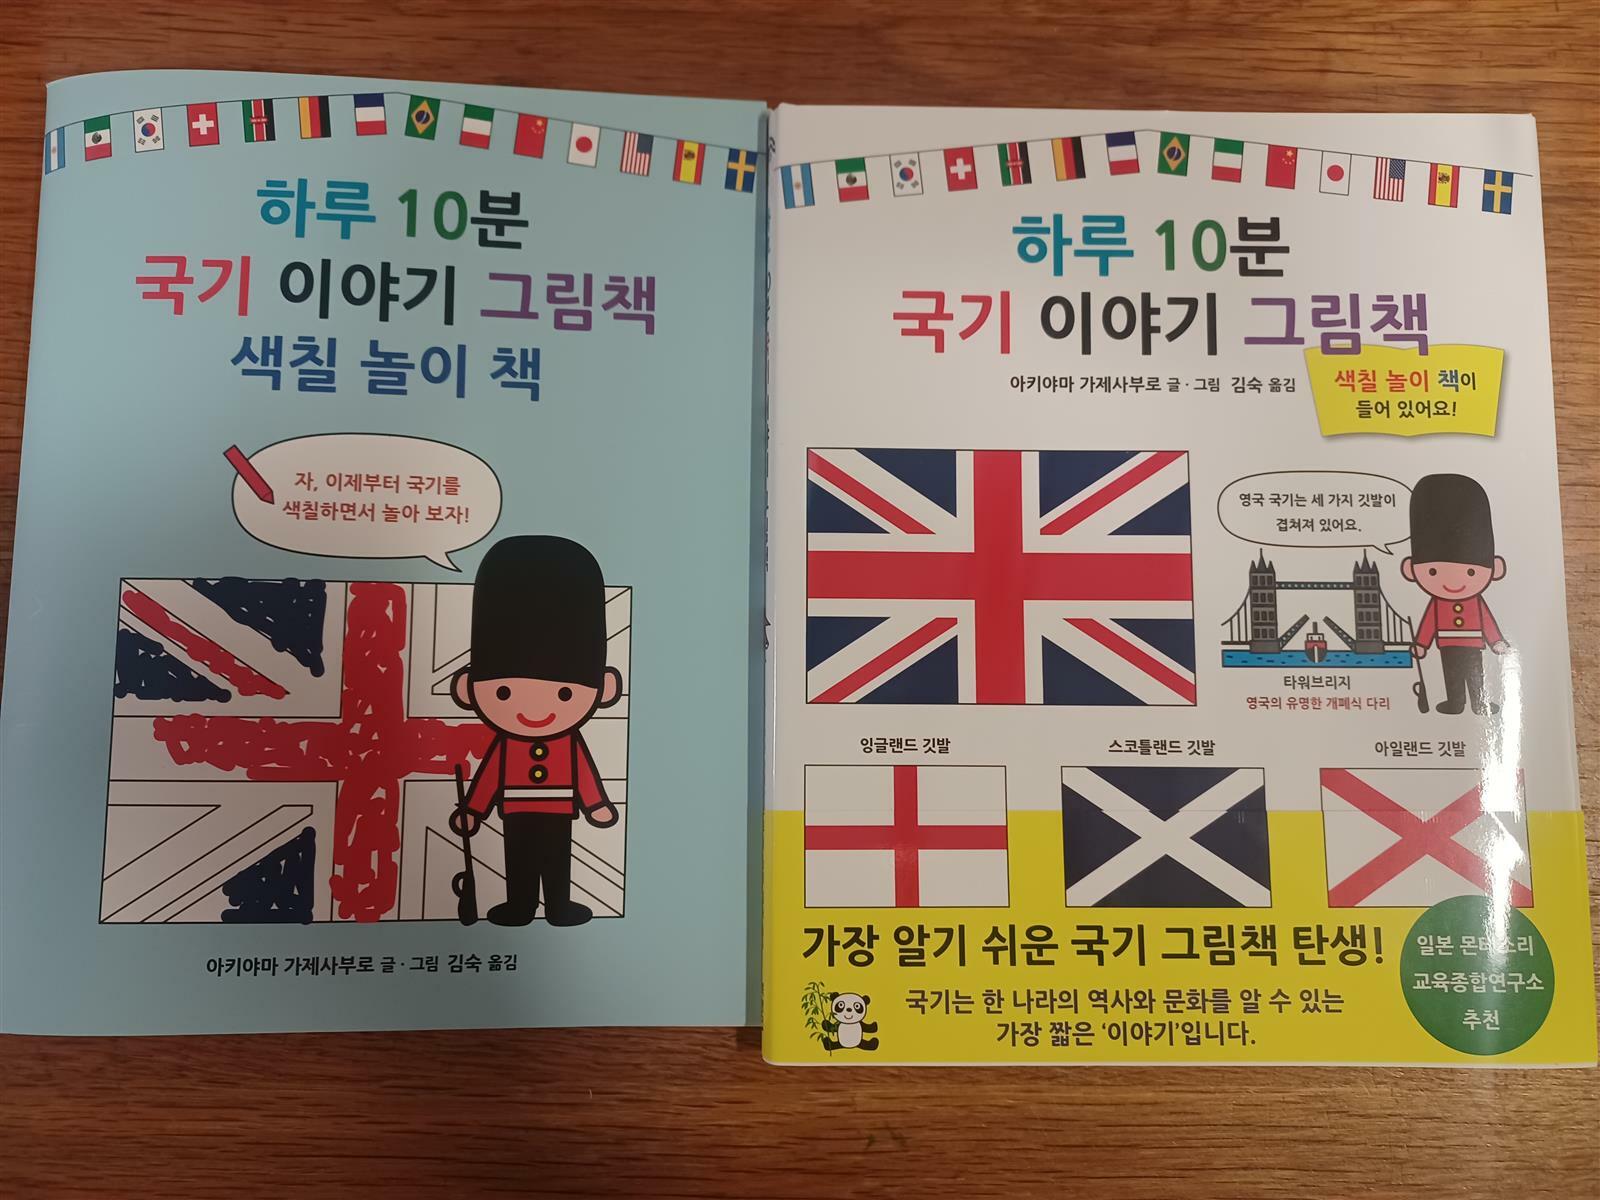 하루 10분
국기 이야기 그림책
색칠 놀이 책
자, 이제부터 국기를
색칠하면서 놀아 보자!
아키야마 가제사부로 글·그림 김숙 옮김
하루 10분
국기 이야기 그림책
아키야마 가제사부로 글·그림 김숙 옮김
색칠 놀이 책이
들어 있어요!
영국 국기는 세 가지 깃발이
겹쳐져 있어요.
타워브리지
영국의 유명한 개폐식 다리
잉글랜드 깃발
스코틀랜드 깃발
아일랜드 깃발
가장 알기 쉬운 국기 그림책 탄생!
국기는 한 나라의 역사와 문화를 알 수 있는
가장 짧은 ‘이야기’입니다.
일본 몬테소리
교육종합연구소
추천